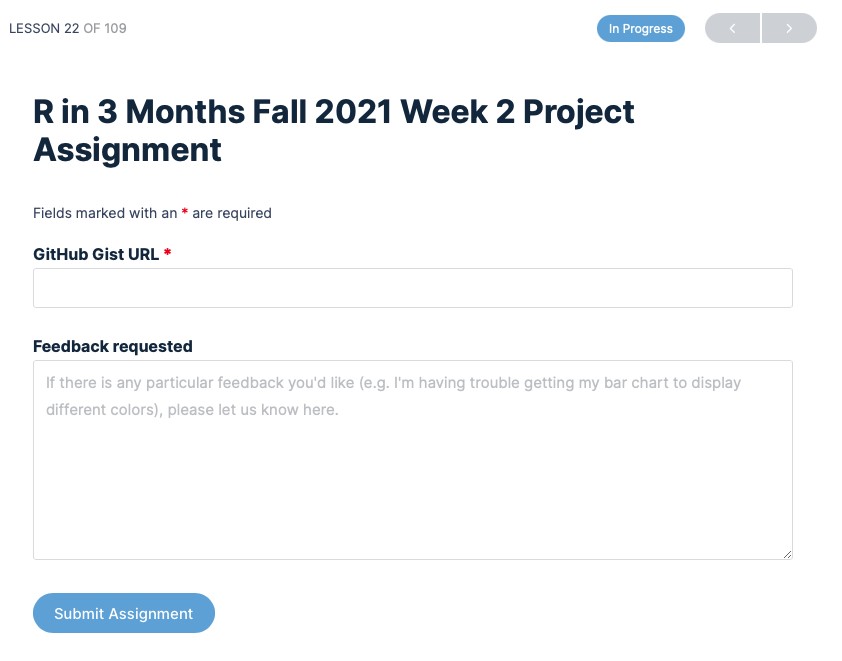 LESSON 22 OF 109
In Progress
R in 3 Months Fall 2021 Week 2 Project
Assignment
Fields marked with an * are required
GitHub Gist URL *
Feedback requested
If there is any particular feedback you'd like (e.g. I'm having trouble getting my bar chart to display
different colors), please let us know here.
Submit Assignment